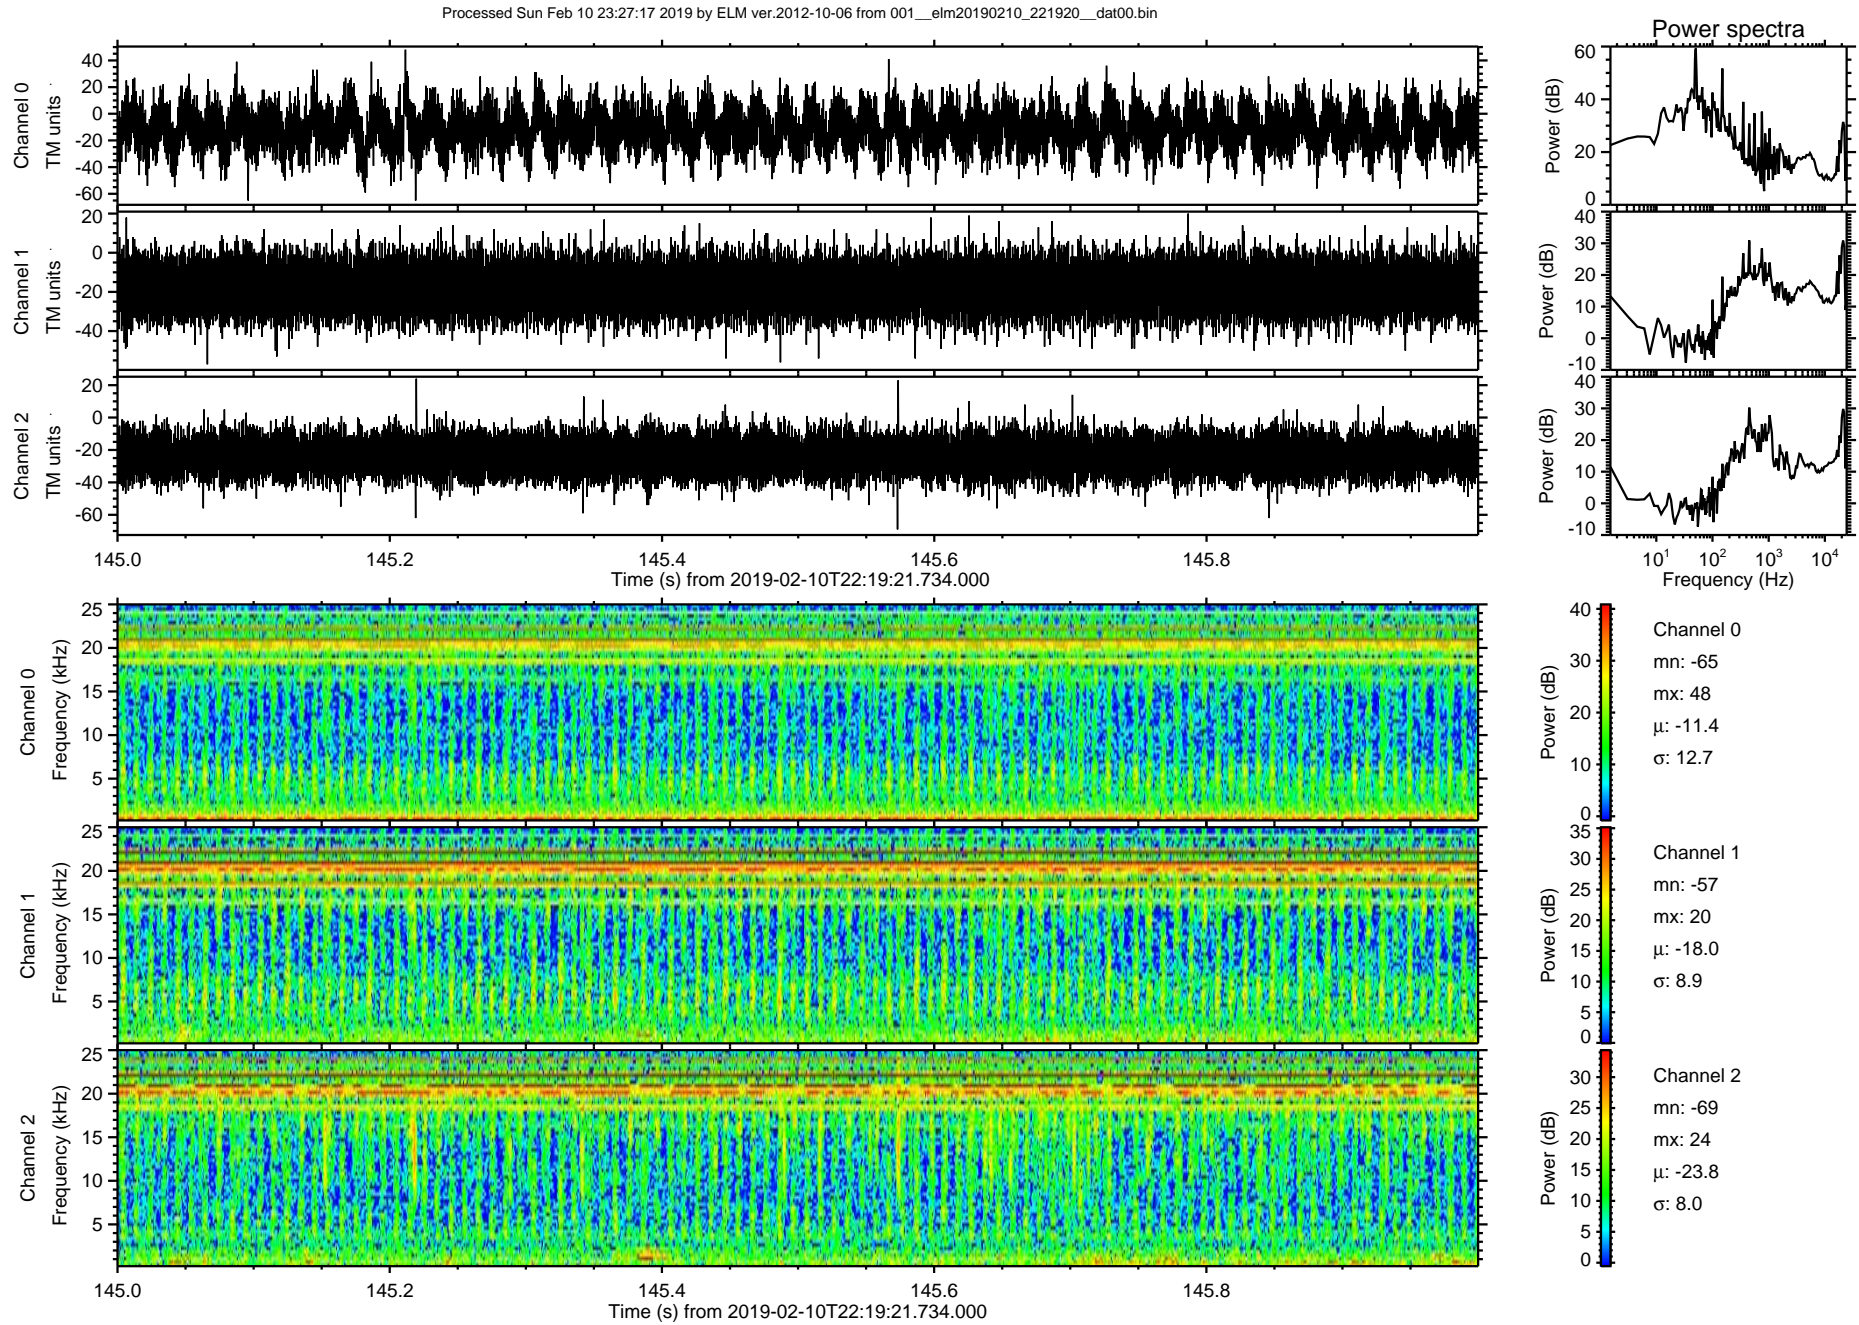 Processed Sun Feb 10 23:27:17 2019 by ELM ver.2012-10-06 from 001__elm20190210_221920__dat00.bin
Power spectra
Channel 0
TM units
40
20
0
-20
-40
-60
Power (dB)
60
40
20
0
Channel 1
TM units
20
0
-20
-40
Power (dB)
40
30
20
10
0
-10
Channel 2
TM units
20
0
-20
-40
-60
Power (dB)
40
30
20
10
0
-10
145.0 145.2 145.4 145.6 145.8
Time (s) from 2019-02-10T22:19:21.734.000
10¹ 10² 10³ 10⁴
Frequency (Hz)
Channel 0
Frequency (kHz)
25
20
15
10
5
Power (dB)
40
30
20
10
0
Channel 0
mn: -65
mx: 48
μ: -11.4
σ: 12.7
Channel 1
Frequency (kHz)
25
20
15
10
5
Power (dB)
35
30
25
20
15
10
5
0
Channel 1
mn: -57
mx: 20
μ: -18.0
σ: 8.9
Channel 2
Frequency (kHz)
25
20
15
10
5
Power (dB)
30
25
20
15
10
5
0
Channel 2
mn: -69
mx: 24
μ: -23.8
σ: 8.0
145.0 145.2 145.4 145.6 145.8
Time (s) from 2019-02-10T22:19:21.734.000